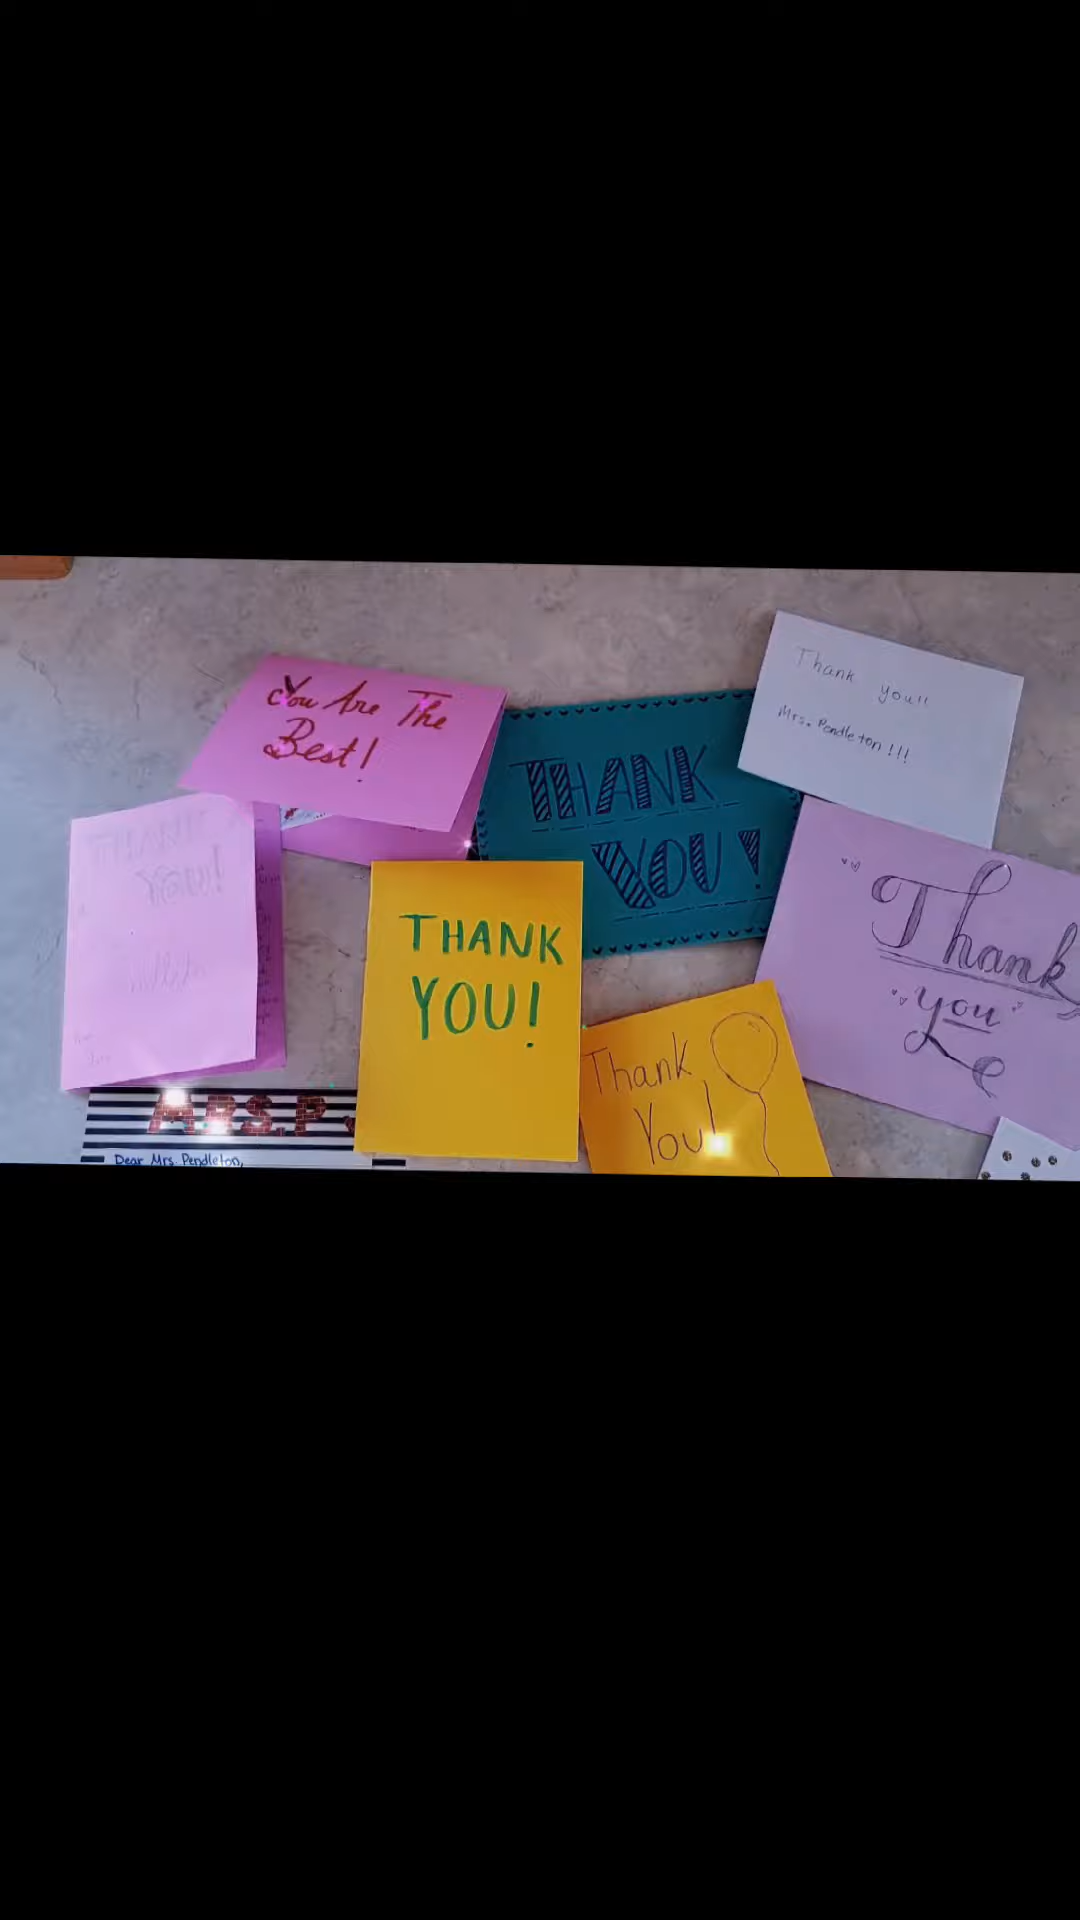 You Are The
Best!
THANK
YOU!
Thank
you!!
Mrs. Pendleton!!!
THANK
YOU!
Thank
You!
Thank
you
M.R.S. P
Dear Mrs. Pendleton,